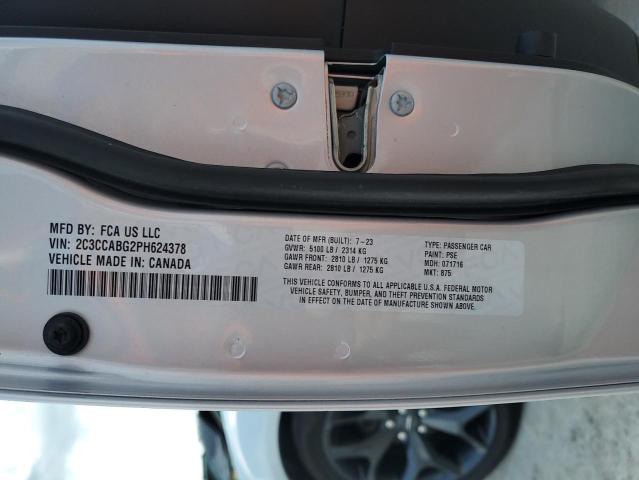 MFD BY: FCA US LLC
VIN: 2C3CCABG2PH624378
VEHICLE MADE IN: CANADA
DATE OF MFR (BUILT): 7-23
GVWR: 5100 LB / 2314 KG
GAWR FRONT: 2810 LB / 1275 KG
GAWR REAR: 2810 LB / 1275 KG
TYPE: PASSENGER CAR
PAINT: PSE
MDH: 071716
MKT: 875
THIS VEHICLE CONFORMS TO ALL APPLICABLE U.S.A. FEDERAL MOTOR
VEHICLE SAFETY, BUMPER, AND THEFT PREVENTION STANDARDS
IN EFFECT ON THE DATE OF MANUFACTURE SHOWN ABOVE.